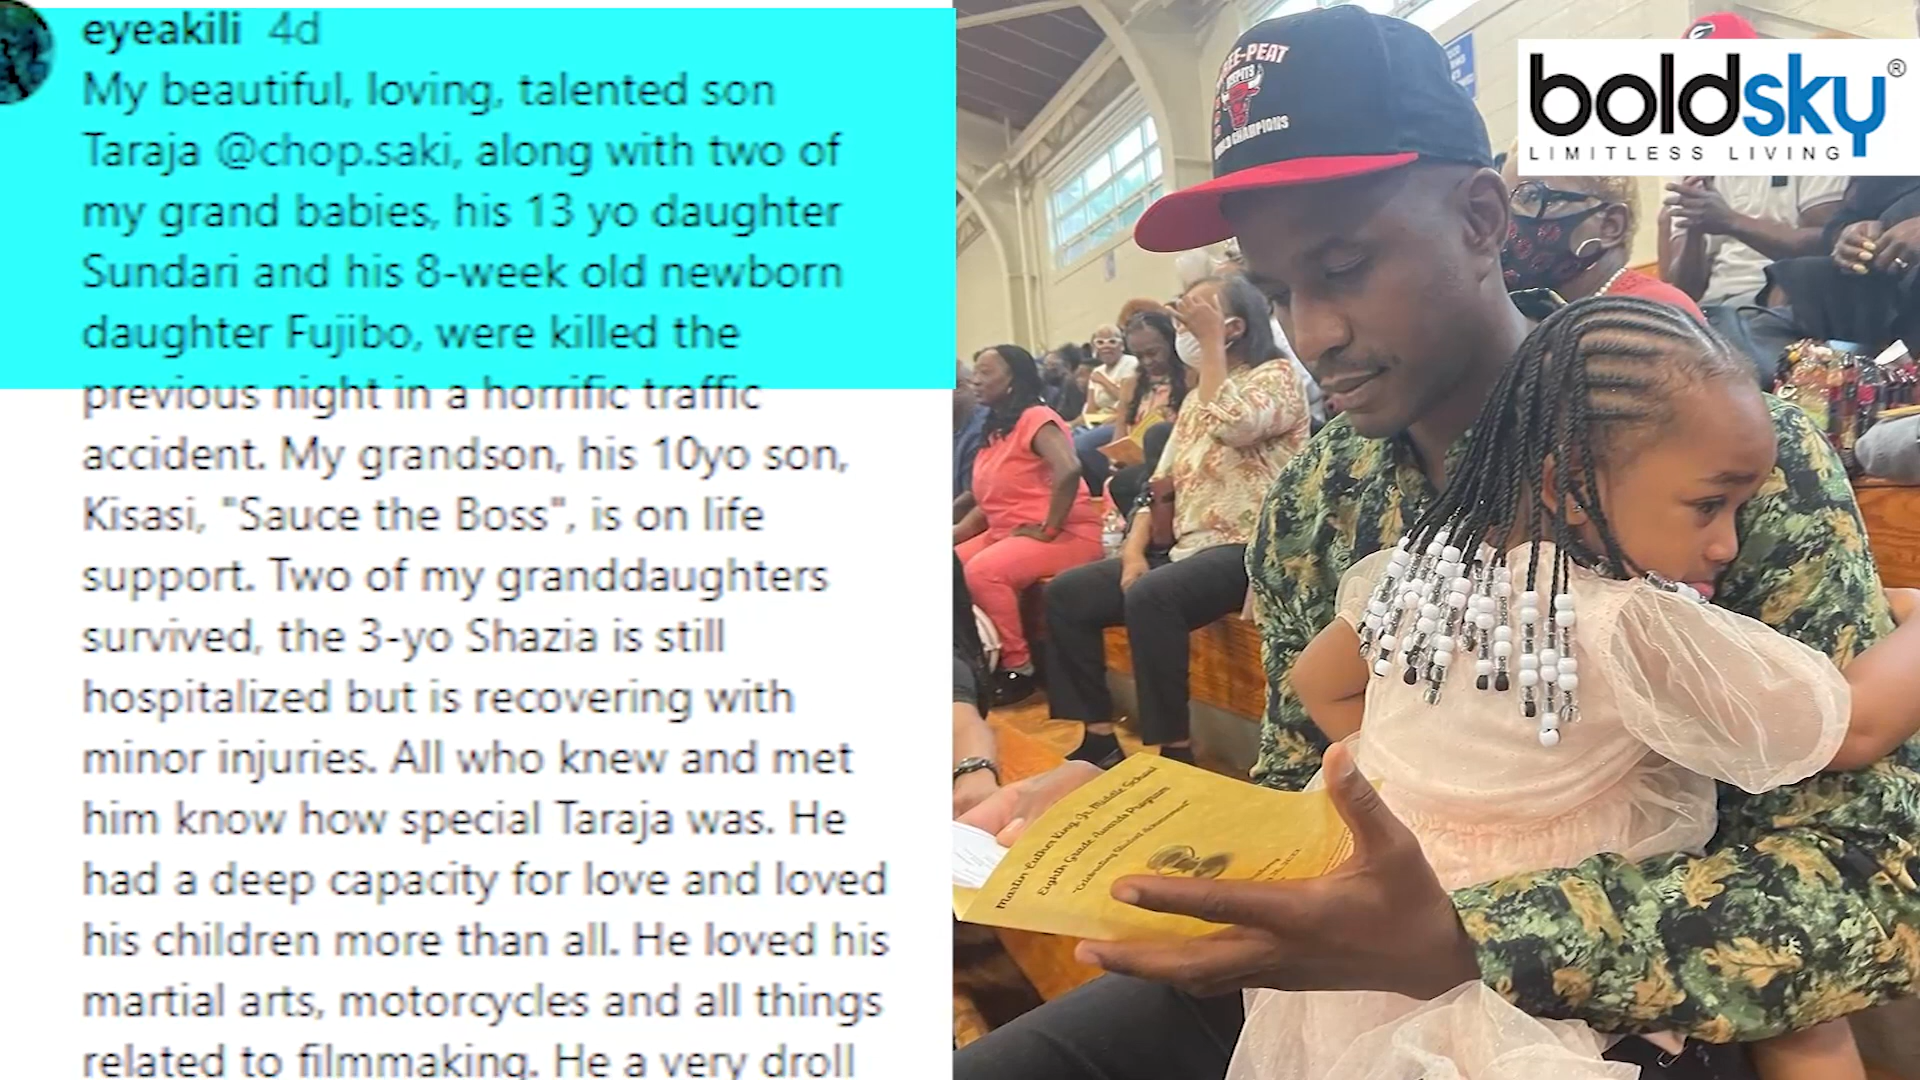 eyeakili 4d
My beautiful, loving, talented son
Taraja @chop.saki, along with two of
my grand babies, his 13 yo daughter
Sundari and his 8-week old newborn
daughter Fujibo, were killed the
previous night in a horrific traffic
accident. My grandson, his 10yo son,
Kisasi, "Sauce the Boss", is on life
support. Two of my granddaughters
survived, the 3-yo Shazia is still
hospitalized but is recovering with
minor injuries. All who knew and met
him know how special Taraja was. He
had a deep capacity for love and loved
his children more than all. He loved his
martial arts, motorcycles and all things
related to filmmaking. He a very droll
boldsky®
LIMITLESS LIVING
EE-PEAT
CHAMPIONS
Martin Luther King, Jr. Middle School
Eighth Grade Awards Program
"Celebrating Student Achievement"